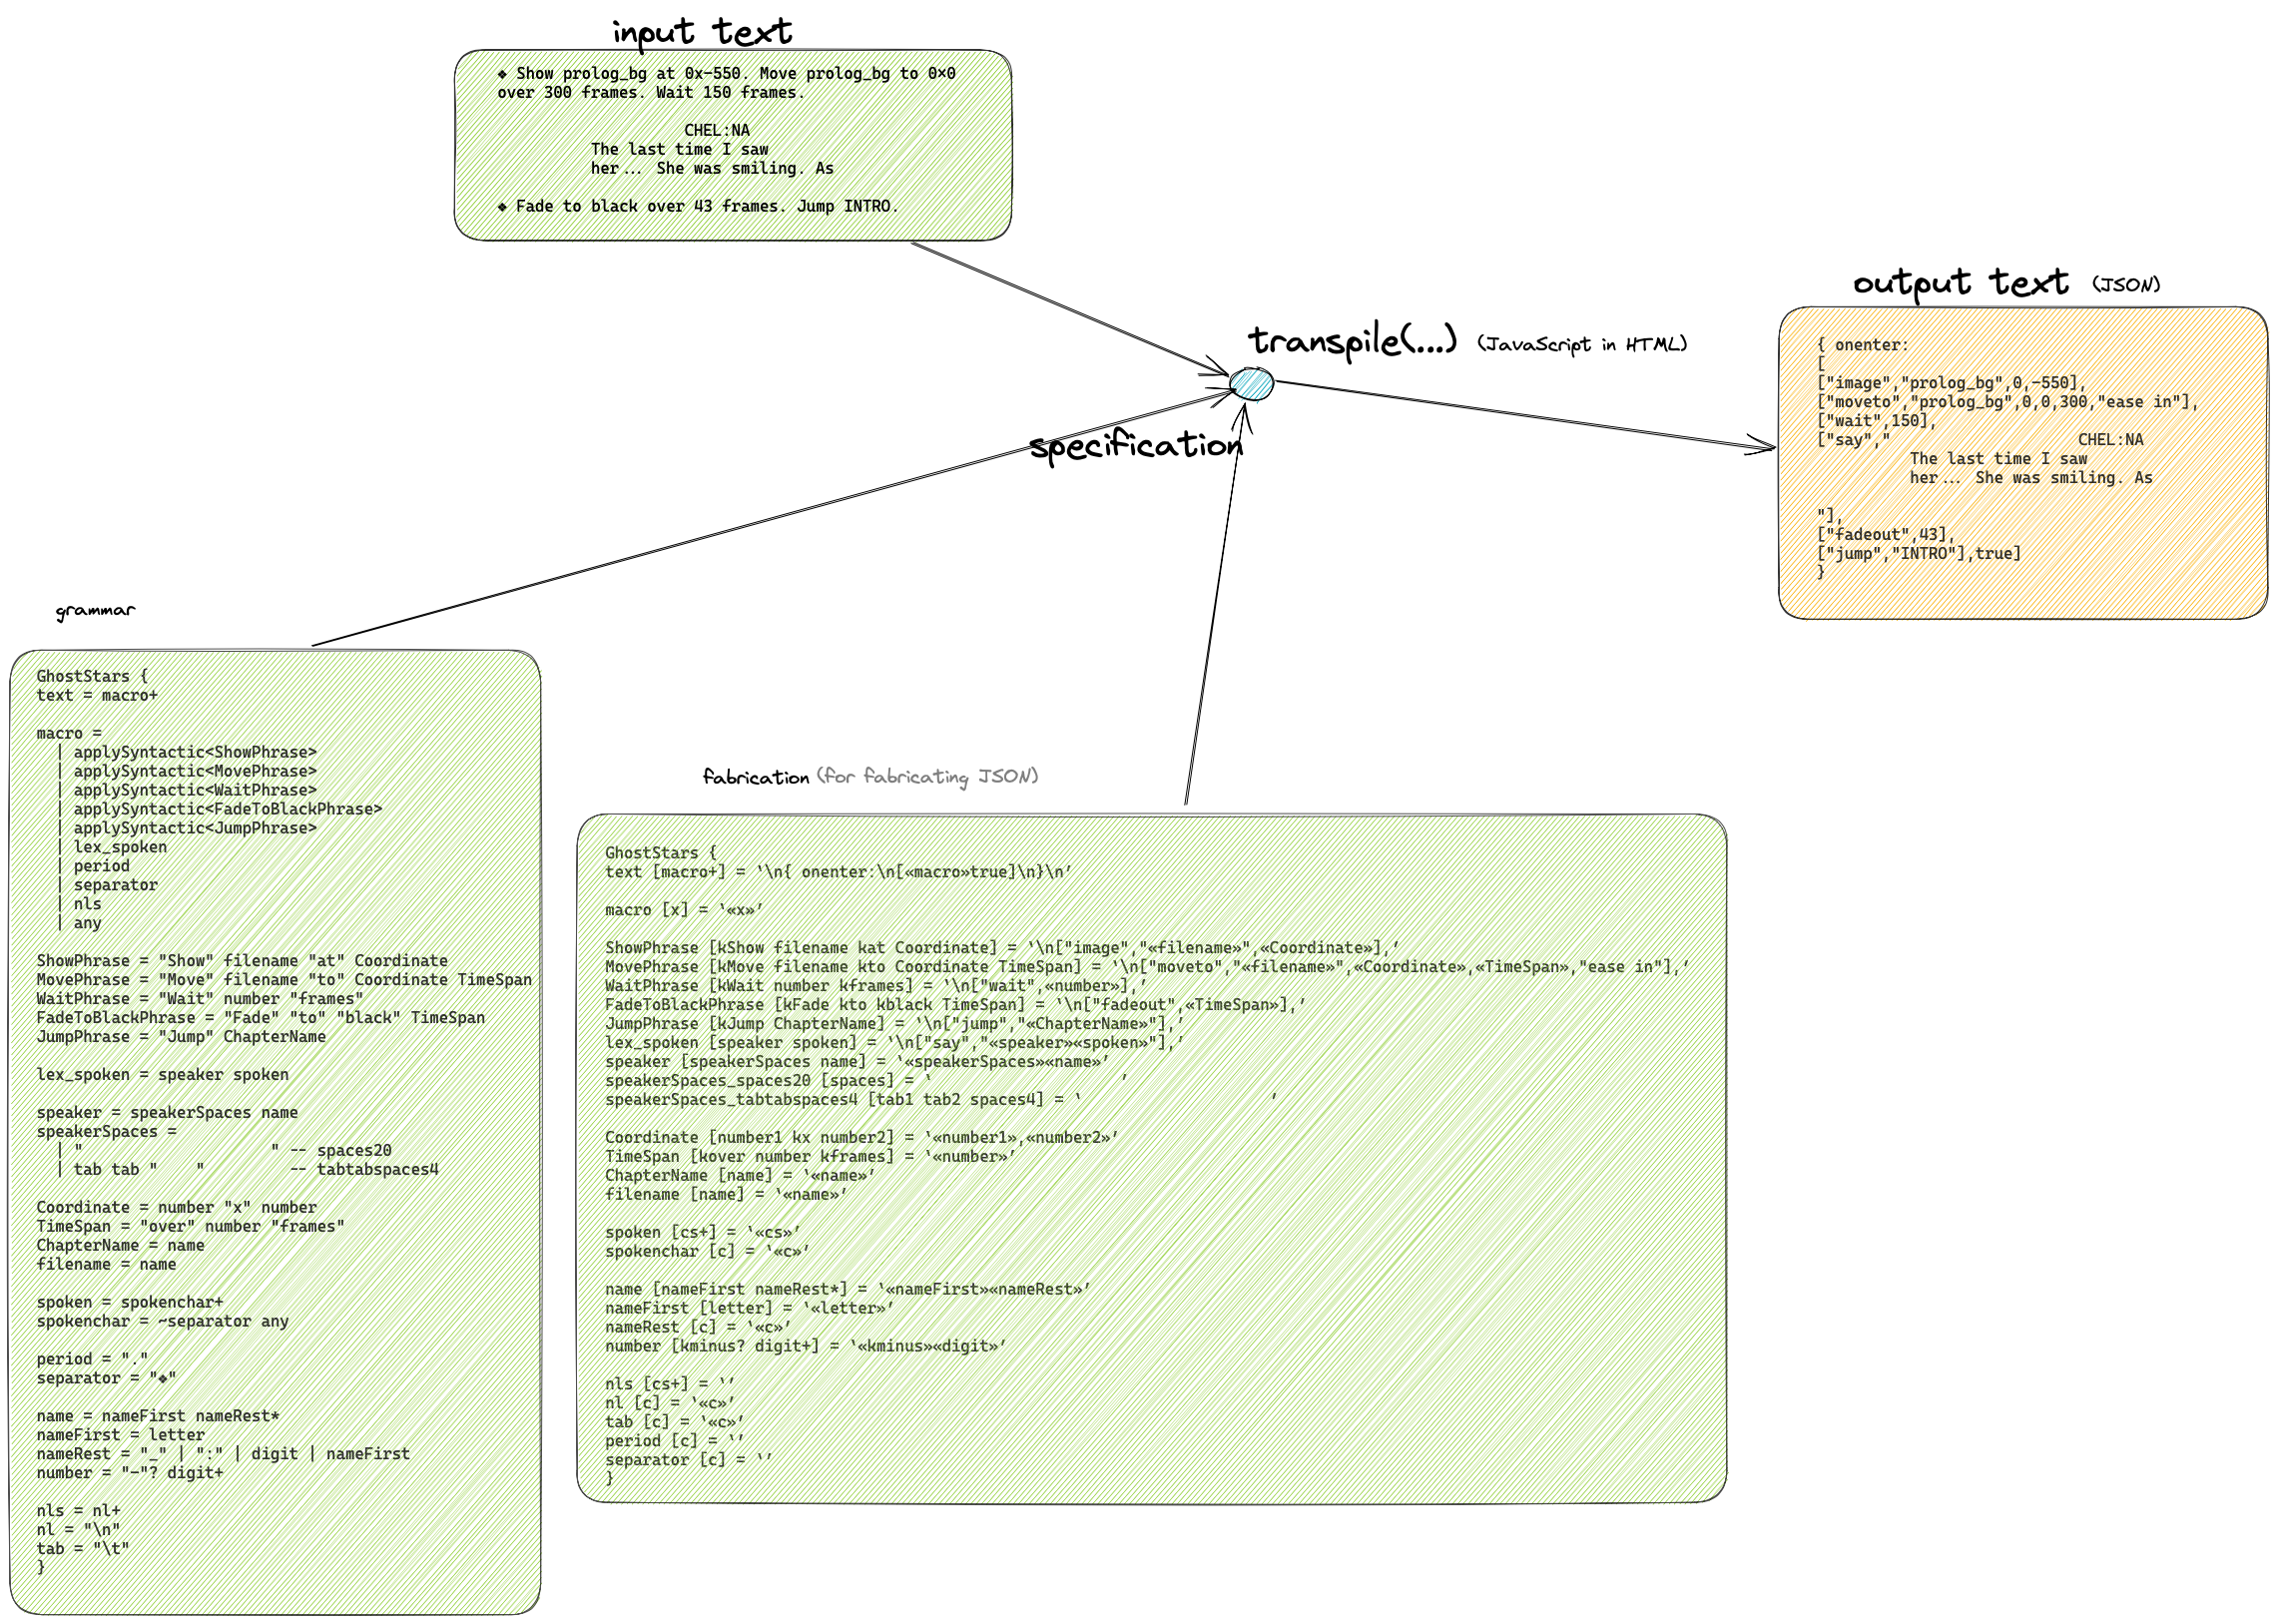 input text
❖ Show prolog_bg at 0x-550. Move prolog_bg to 0x0
over 300 frames. Wait 150 frames.
                    CHEL:NA
          The last time I saw
          her... She was smiling. As
❖ Fade to black over 43 frames. Jump INTRO.
transpile(...) (JavaScript in HTML)
specification
output text (JSON)
{ onenter:
[
["image","prolog_bg",0,-550],
["moveto","prolog_bg",0,0,300,"ease in"],
["wait",150],
["say","                    CHEL:NA
          The last time I saw
          her... She was smiling. As
"],
["fadeout",43],
["jump","INTRO"],true]
}
grammar
GhostStars {
text = macro+
macro =
  | applySyntactic<ShowPhrase>
  | applySyntactic<MovePhrase>
  | applySyntactic<WaitPhrase>
  | applySyntactic<FadeToBlackPhrase>
  | applySyntactic<JumpPhrase>
  | lex_spoken
  | period
  | separator
  | nls
  | any
ShowPhrase = "Show" filename "at" Coordinate
MovePhrase = "Move" filename "to" Coordinate TimeSpan
WaitPhrase = "Wait" number "frames"
FadeToBlackPhrase = "Fade" "to" "black" TimeSpan
JumpPhrase = "Jump" ChapterName
lex_spoken = speaker spoken
speaker = speakerSpaces name
speakerSpaces =
  | "                    " -- spaces20
  | tab tab "    "         -- tabtabspaces4
Coordinate = number "x" number
TimeSpan = "over" number "frames"
ChapterName = name
filename = name
spoken = spokenchar+
spokenchar = ~separator any
period = "."
separator = "❖"
name = nameFirst nameRest*
nameFirst = letter
nameRest = "_" | ":" | digit | nameFirst
number = "-"? digit+
nls = nl+
nl = "\n"
tab = "\t"
}
fabrication (for fabricating JSON)
GhostStars {
text [macro+] = ‛\n{ onenter:\n[«macro»true]\n}\n’
macro [x] = ‛«x»’
ShowPhrase [kShow filename kat Coordinate] = ‛\n["image","«filename»",«Coordinate»],’
MovePhrase [kMove filename kto Coordinate TimeSpan] = ‛\n["moveto","«filename»",«Coordinate»,«TimeSpan»,"ease in"],’
WaitPhrase [kWait number kframes] = ‛\n["wait",«number»],’
FadeToBlackPhrase [kFade kto kblack TimeSpan] = ‛\n["fadeout",«TimeSpan»],’
JumpPhrase [kJump ChapterName] = ‛\n["jump","«ChapterName»"],’
lex_spoken [speaker spoken] = ‛\n["say","«speaker»«spoken»"],’
speaker [speakerSpaces name] = ‛«speakerSpaces»«name»’
speakerSpaces_spaces20 [spaces] = ‛                    ’
speakerSpaces_tabtabspaces4 [tab1 tab2 spaces4] = ‛                    ’
Coordinate [number1 kx number2] = ‛«number1»,«number2»’
TimeSpan [kover number kframes] = ‛«number»’
ChapterName [name] = ‛«name»’
filename [name] = ‛«name»’
spoken [cs+] = ‛«cs»’
spokenchar [c] = ‛«c»’
name [nameFirst nameRest*] = ‛«nameFirst»«nameRest»’
nameFirst [letter] = ‛«letter»’
nameRest [c] = ‛«c»’
number [kminus? digit+] = ‛«kminus»«digit»’
nls [cs+] = ‛’
nl [c] = ‛«c»’
tab [c] = ‛«c»’
period [c] = ‛’
separator [c] = ‛’
}